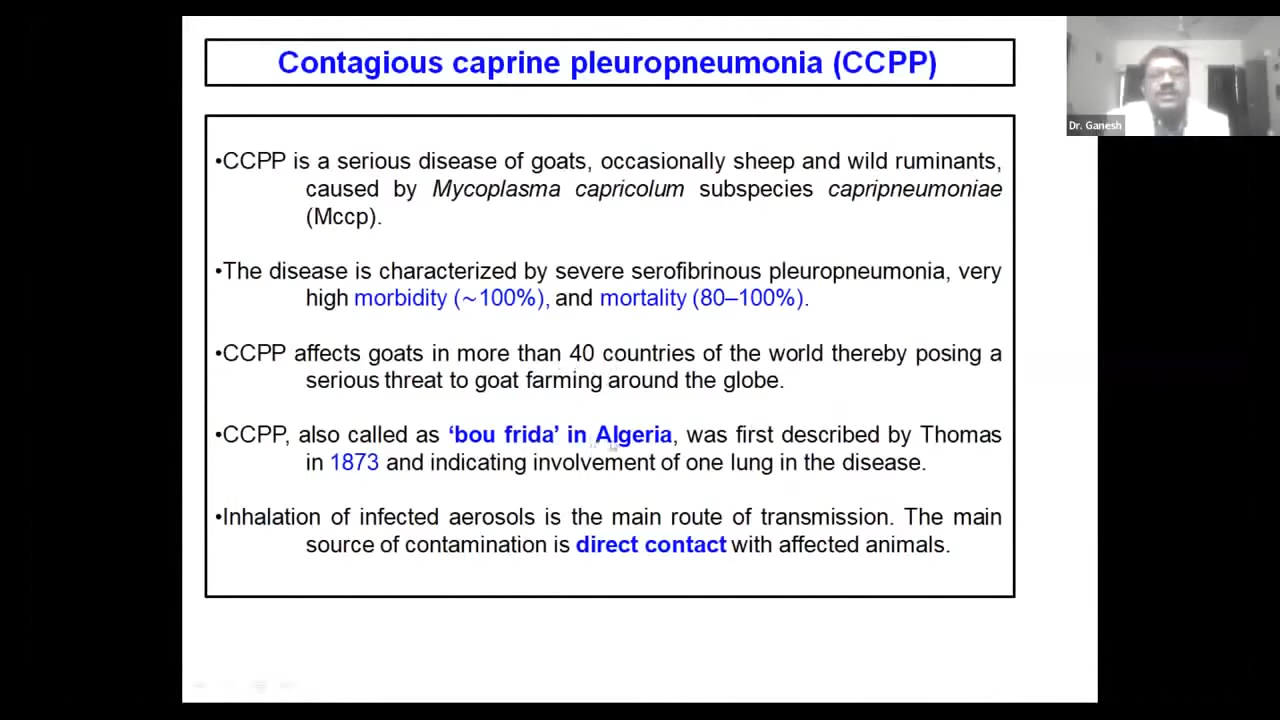 Contagious caprine pleuropneumonia (CCPP)
Dr. Ganesh
•CCPP is a serious disease of goats, occasionally sheep and wild ruminants,
caused by Mycoplasma capricolum subspecies capripneumoniae
(Mccp).
•The disease is characterized by severe serofibrinous pleuropneumonia, very
high morbidity (~100%), and mortality (80–100%).
•CCPP affects goats in more than 40 countries of the world thereby posing a
serious threat to goat farming around the globe.
•CCPP, also called as ‘bou frida’ in Algeria, was first described by Thomas
in 1873 and indicating involvement of one lung in the disease.
•Inhalation of infected aerosols is the main route of transmission. The main
source of contamination is direct contact with affected animals.